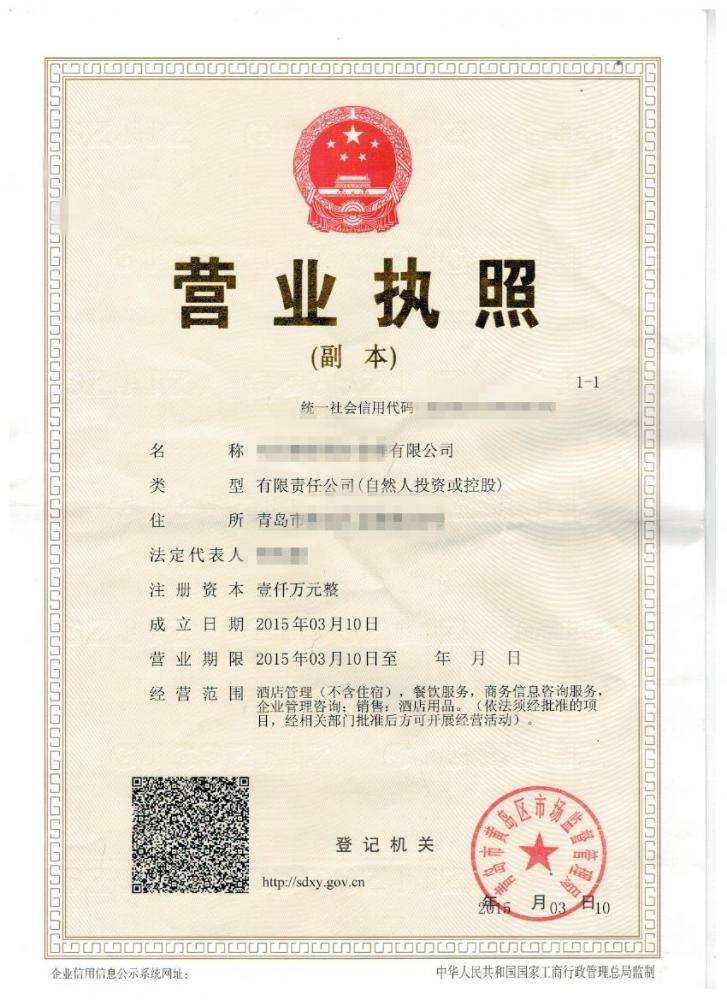 营业执照
(副 本)
1-1
统一社会信用代码
名 称 有限公司
类 型 有限责任公司(自然人投资或控股)
住 所 青岛市
法定代表人
注 册 资 本 壹仟万元整
成 立 日 期 2015年03月10日
营 业 期 限 2015年03月10日至 年 月 日
经 营 范 围 酒店管理(不含住宿),餐饮服务,商务信息咨询服务,
企业管理咨询;销售:酒店用品。(依法须经批准的项
目,经相关部门批准后方可开展经营活动)。
青岛市黄岛区市场监督管理局
登 记 机 关
http://sdxy.gov.cn
2015年 03月 10日
企业信用信息公示系统网址:
中华人民共和国国家工商行政管理总局监制